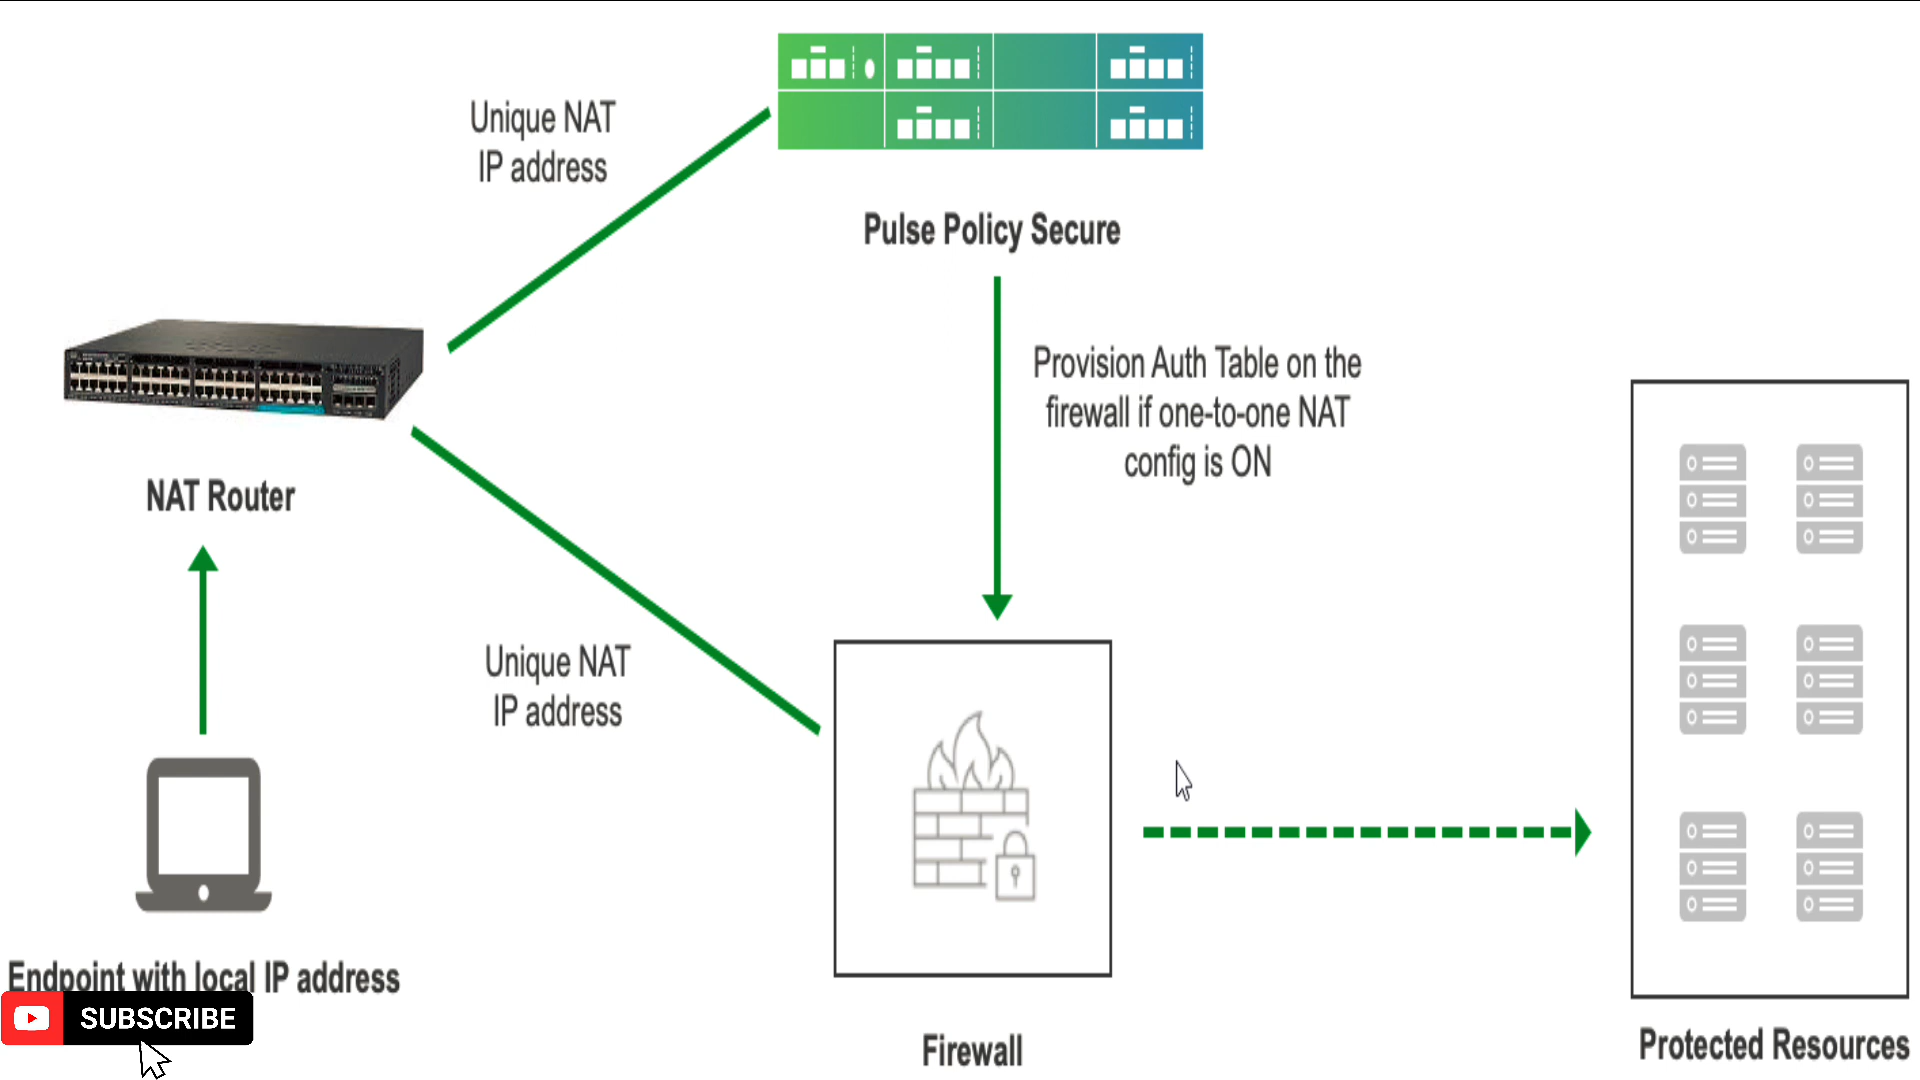 Unique NAT
IP address
Pulse Policy Secure
Provision Auth Table on the
firewall if one-to-one NAT
config is ON
NAT Router
Unique NAT
IP address
Endpoint with local IP address
SUBSCRIBE
Firewall
Protected Resources